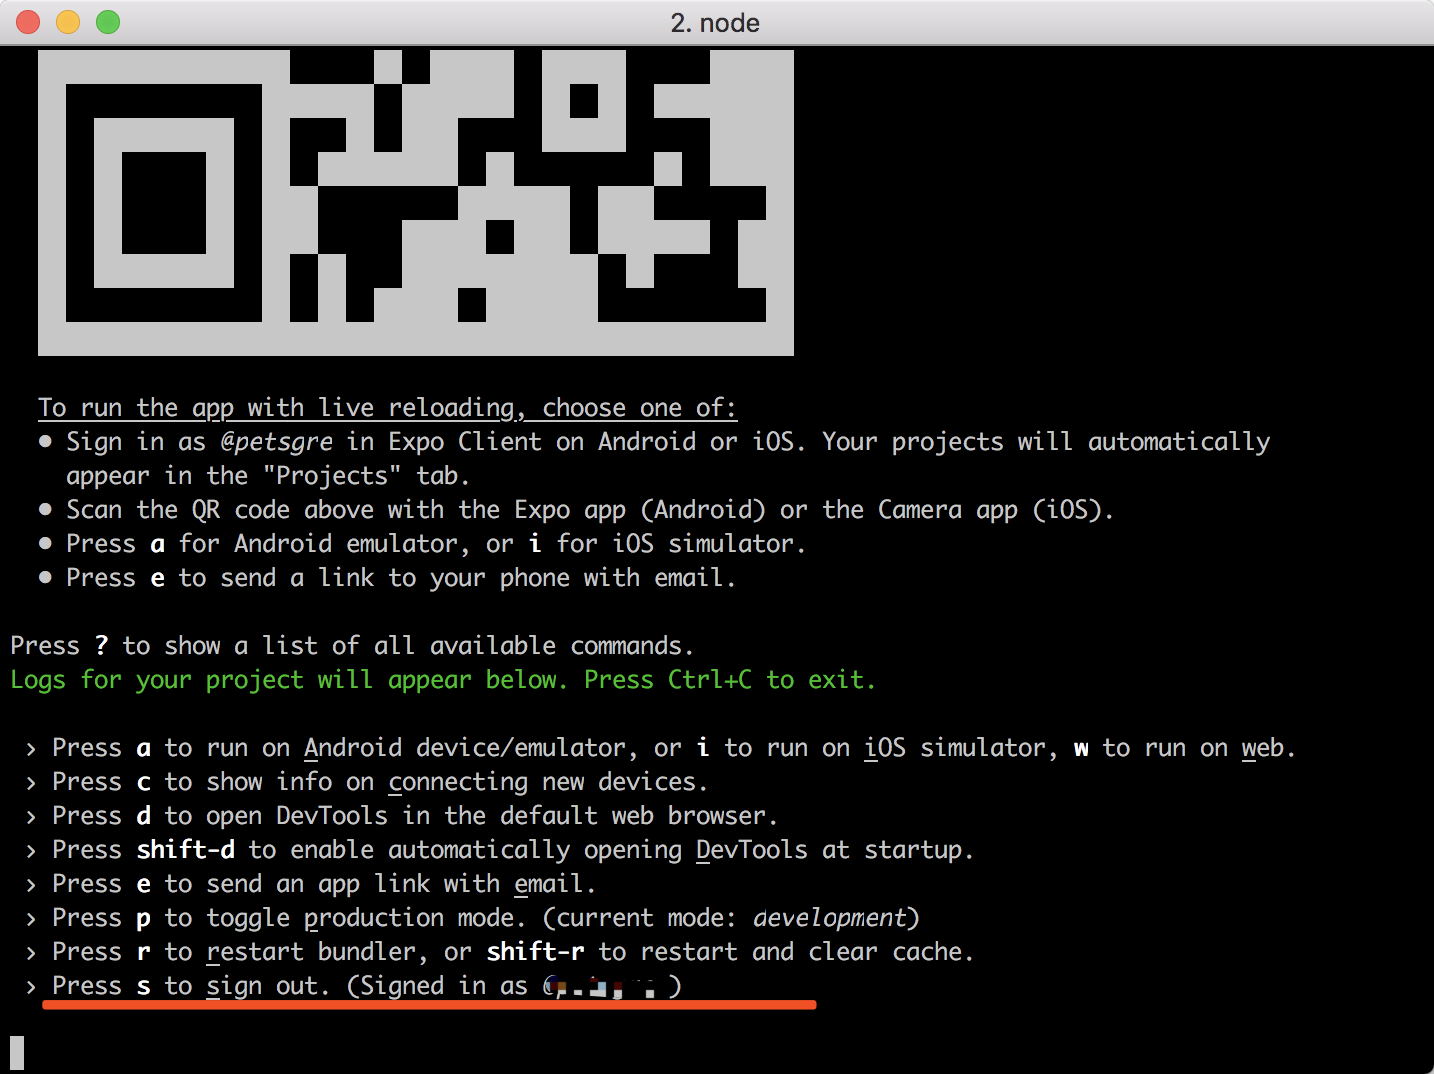 2. node
To run the app with live reloading, choose one of:
● Sign in as @petsgre in Expo Client on Android or iOS. Your projects will automatically
appear in the "Projects" tab.
● Scan the QR code above with the Expo app (Android) or the Camera app (iOS).
● Press a for Android emulator, or i for iOS simulator.
● Press e to send a link to your phone with email.
Press ? to show a list of all available commands.
Logs for your project will appear below. Press Ctrl+C to exit.
› Press a to run on Android device/emulator, or i to run on iOS simulator, w to run on web.
› Press c to show info on connecting new devices.
› Press d to open DevTools in the default web browser.
› Press shift-d to enable automatically opening DevTools at startup.
› Press e to send an app link with email.
› Press p to toggle production mode. (current mode: development)
› Press r to restart bundler, or shift-r to restart and clear cache.
› Press s to sign out. (Signed in as @ )